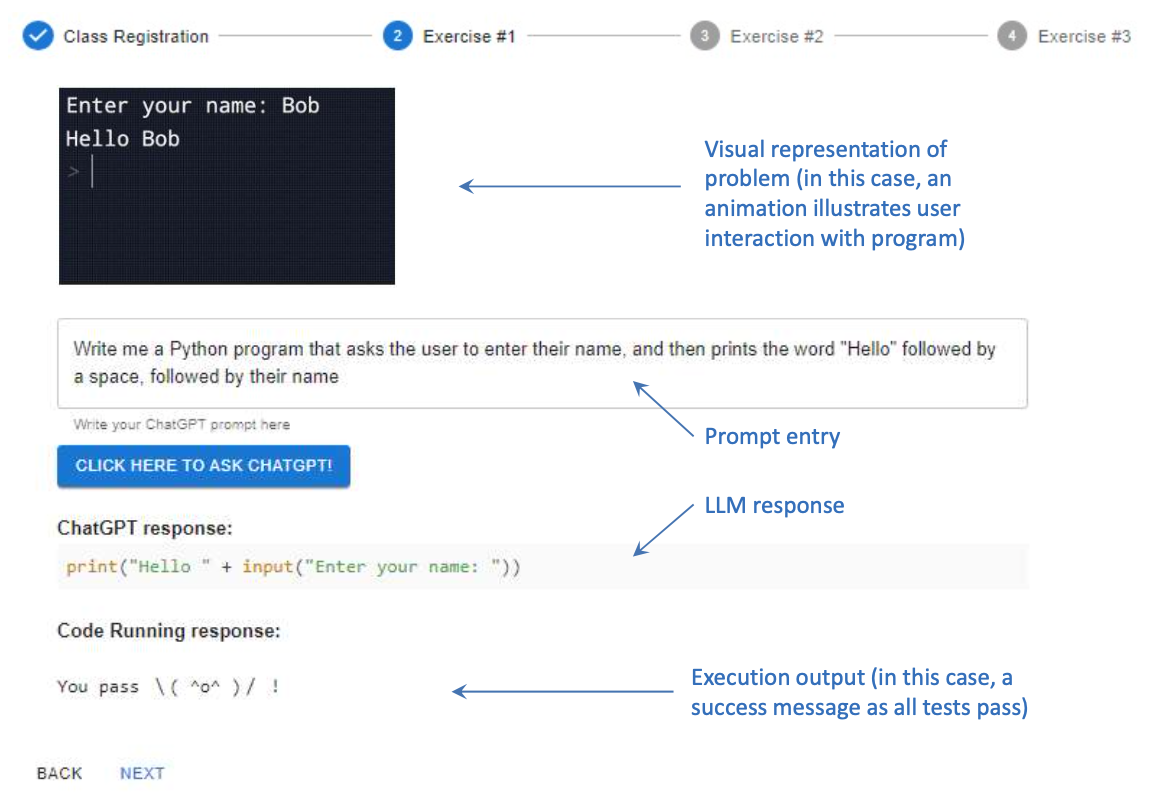 Class Registration
2
Exercise #1
3
Exercise #2
4
Exercise #3
Enter your name: Bob
Hello Bob
>
Visual representation of
problem (in this case, an
animation illustrates user
interaction with program)
Write me a Python program that asks the user to enter their name, and then prints the word "Hello" followed by
a space, followed by their name
Write your ChatGPT prompt here
Prompt entry
CLICK HERE TO ASK CHATGPT!
LLM response
ChatGPT response:
print("Hello " + input("Enter your name: "))
Code Running response:
You pass \( ^o^ )/ !
Execution output (in this case, a
success message as all tests pass)
BACK
NEXT